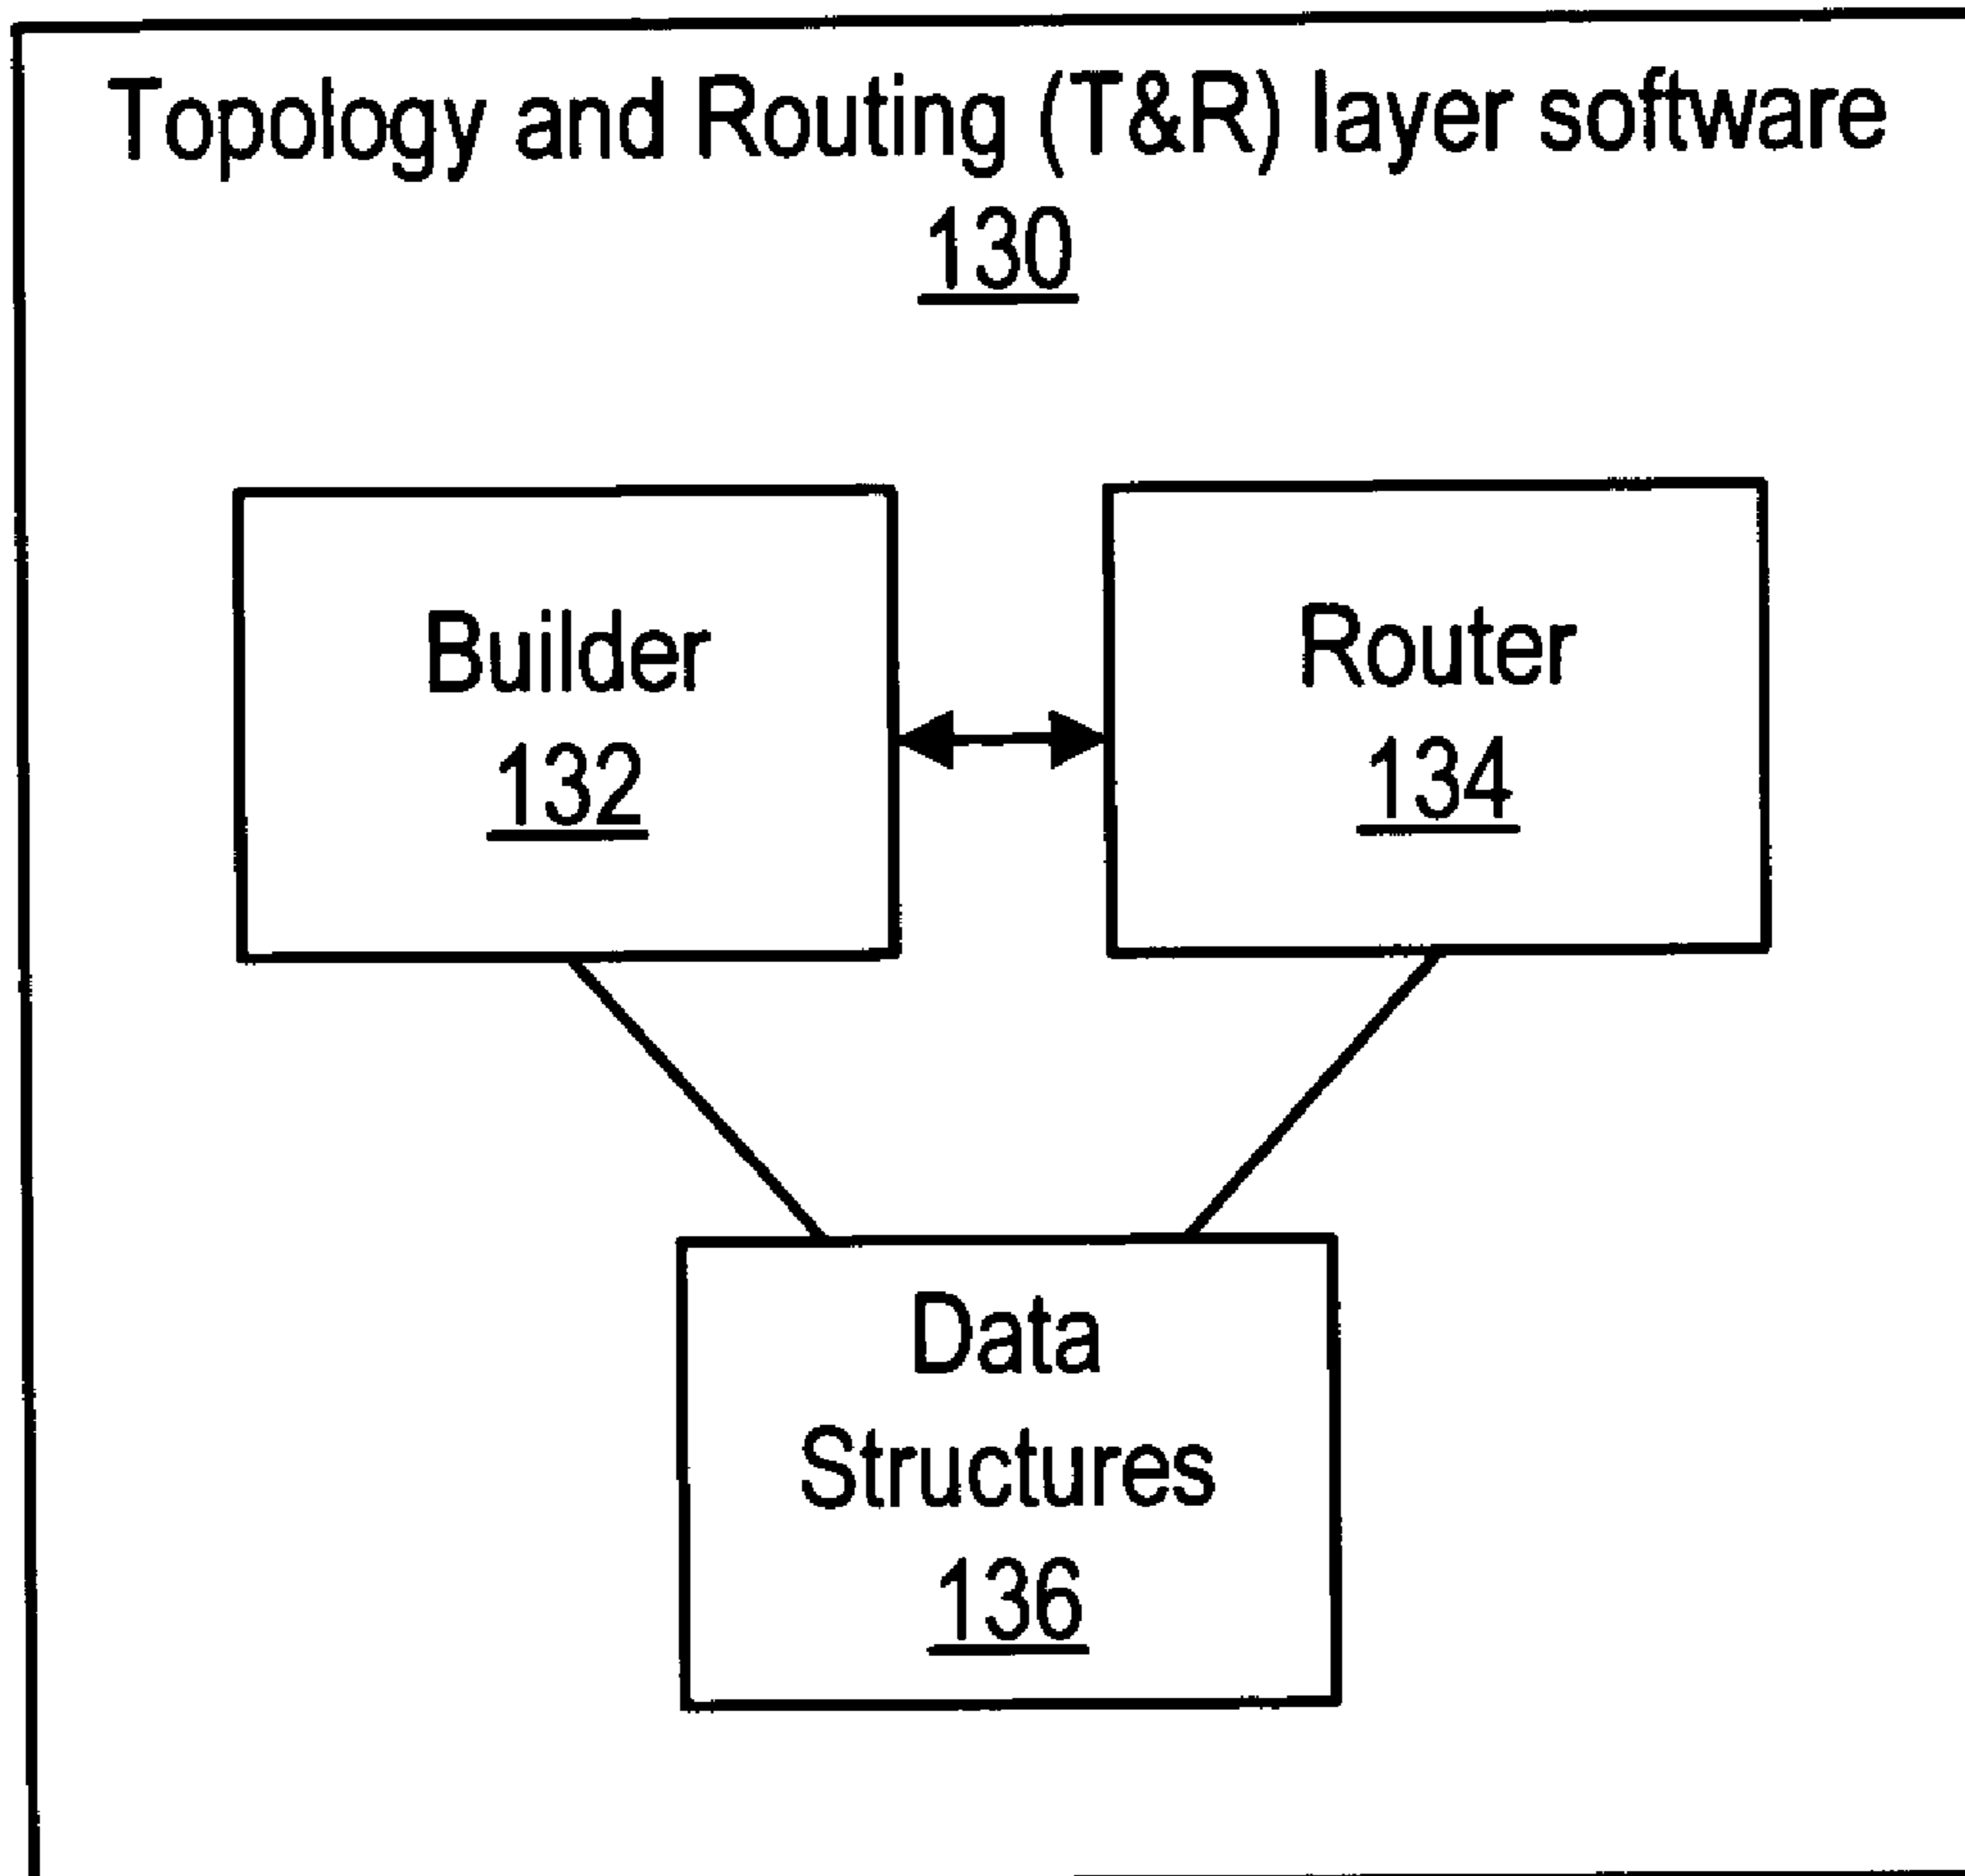 Topology and Routing (T&R) layer software
130
Builder
132
Router
134
Data
Structures
136